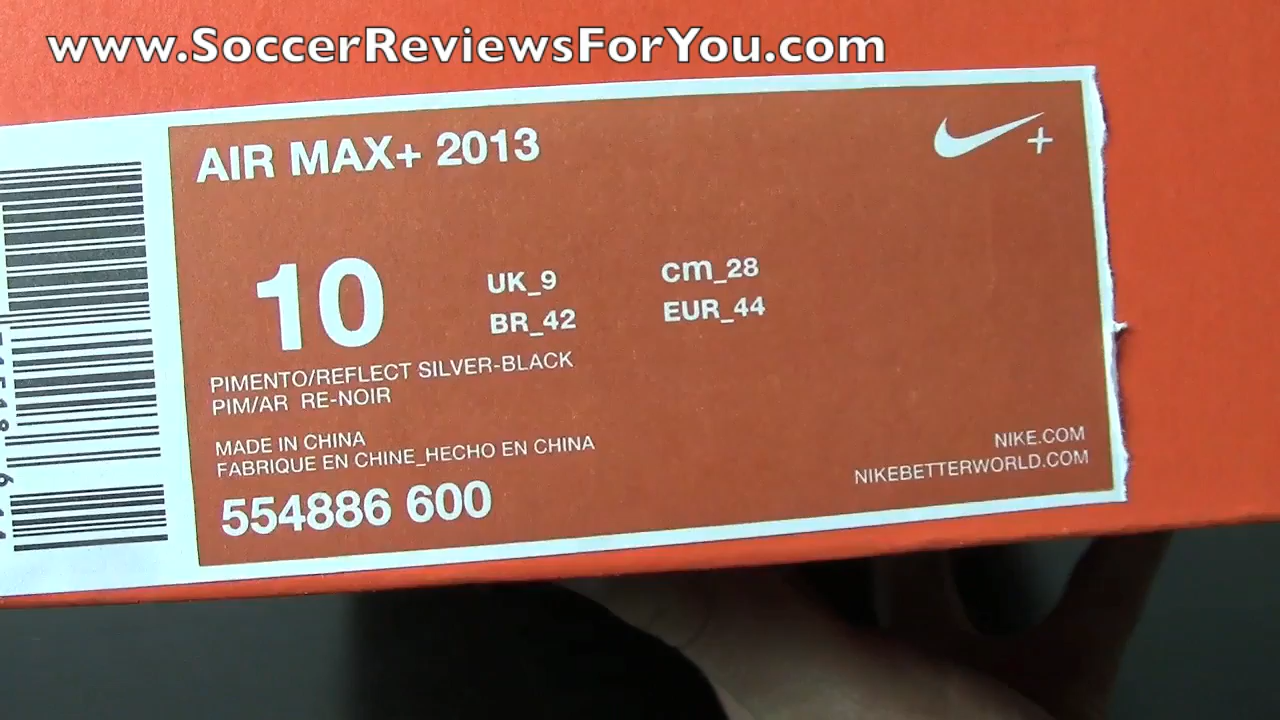 www.SoccerReviewsForYou.com
AIR MAX+ 2013
+
10
UK_9
cm_28
BR_42
EUR_44
PIMENTO/REFLECT SILVER-BLACK
PIM/AR RE-NOIR
MADE IN CHINA
FABRIQUE EN CHINE_HECHO EN CHINA
554886 600
NIKE.COM
NIKEBETTERWORLD.COM